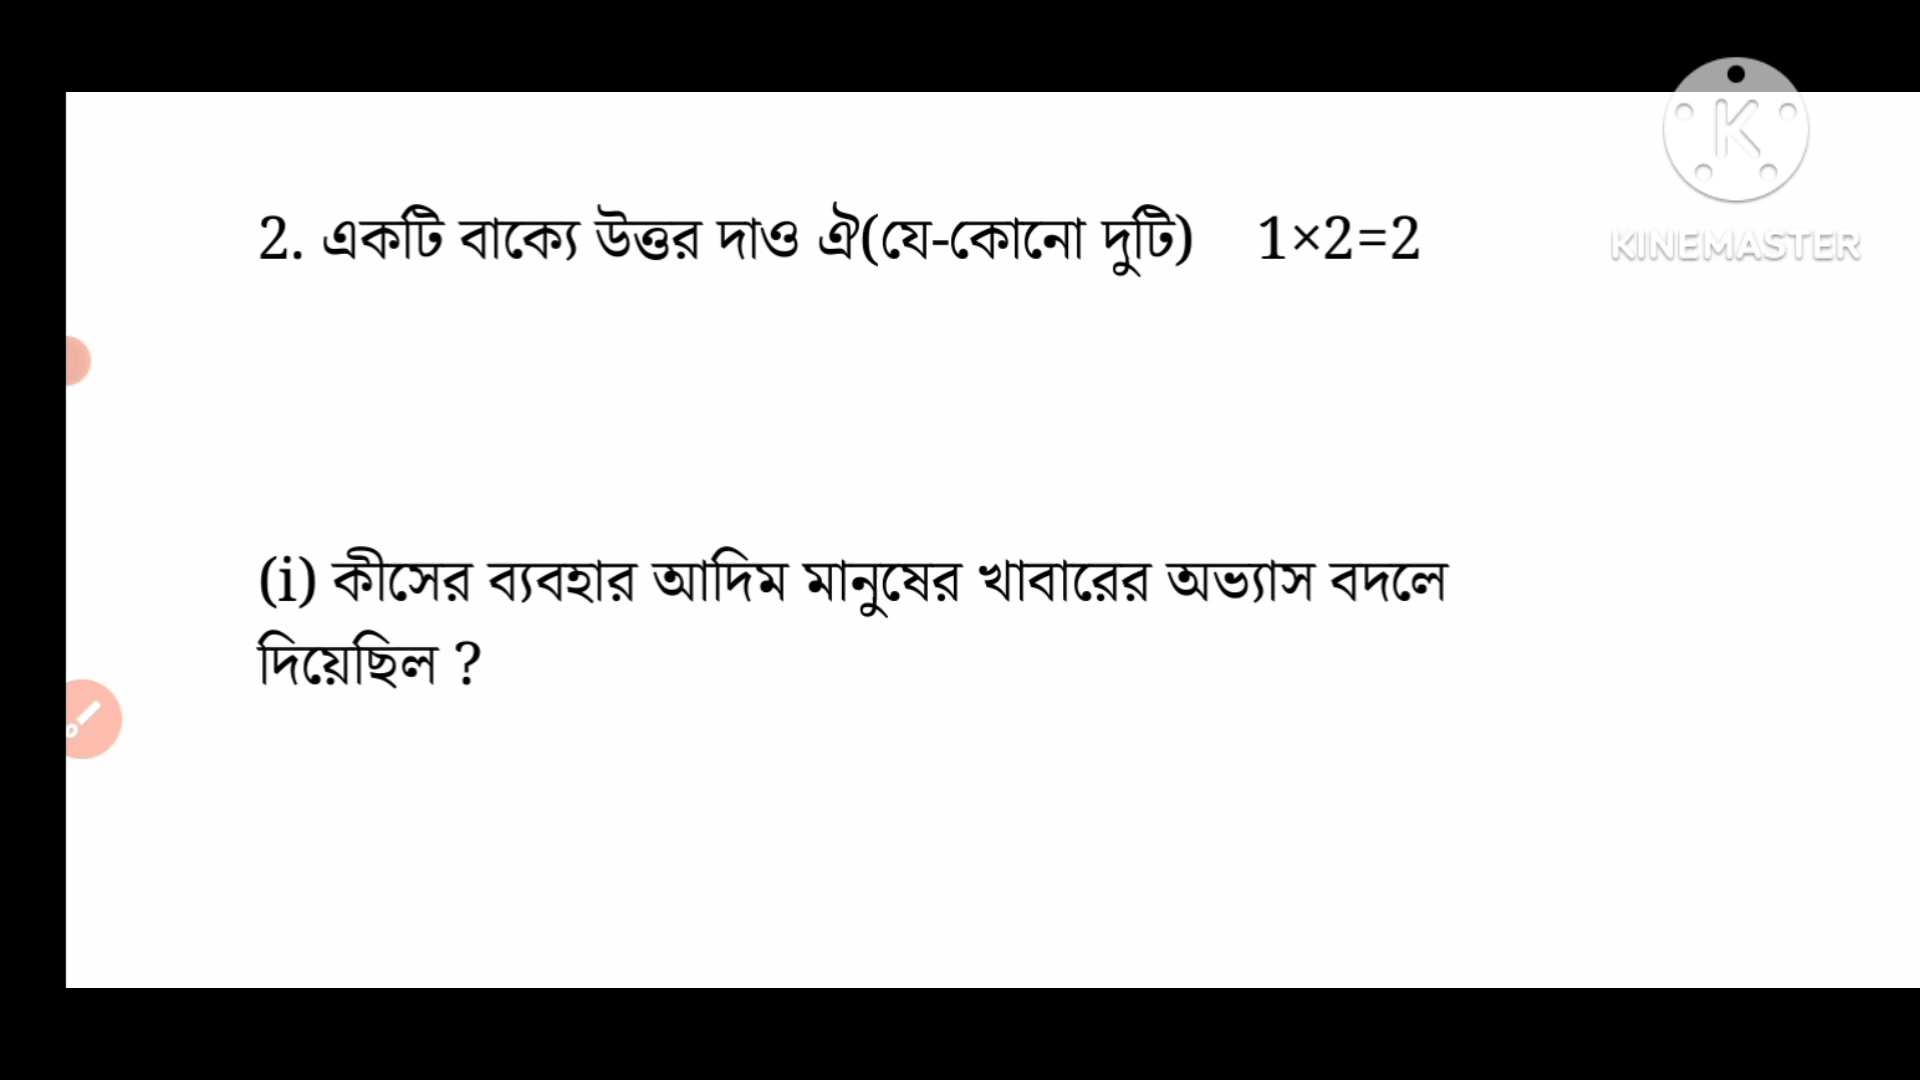 2. একটি বাক্যে উত্তর দাও ঐ(যে-কোনো দুটি) 1×2=2
KINEMASTER
(i) কীসের ব্যবহার আদিম মানুষের খাবারের অভ্যাস বদলে
দিয়েছিল ?